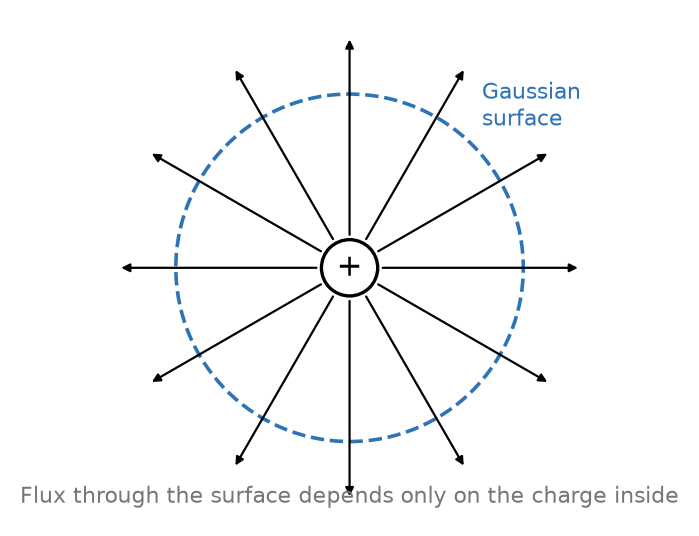 Gaussian
surface
+
Flux through the surface depends only on the charge inside